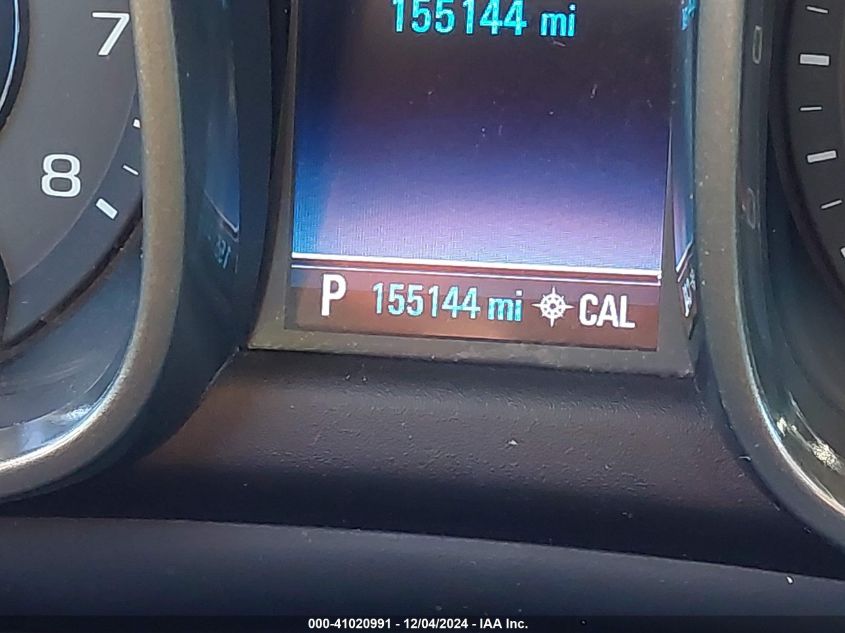 155144 mi
7
8
P 155144 mi CAL
000-41020991 - 12/04/2024 - IAA Inc.